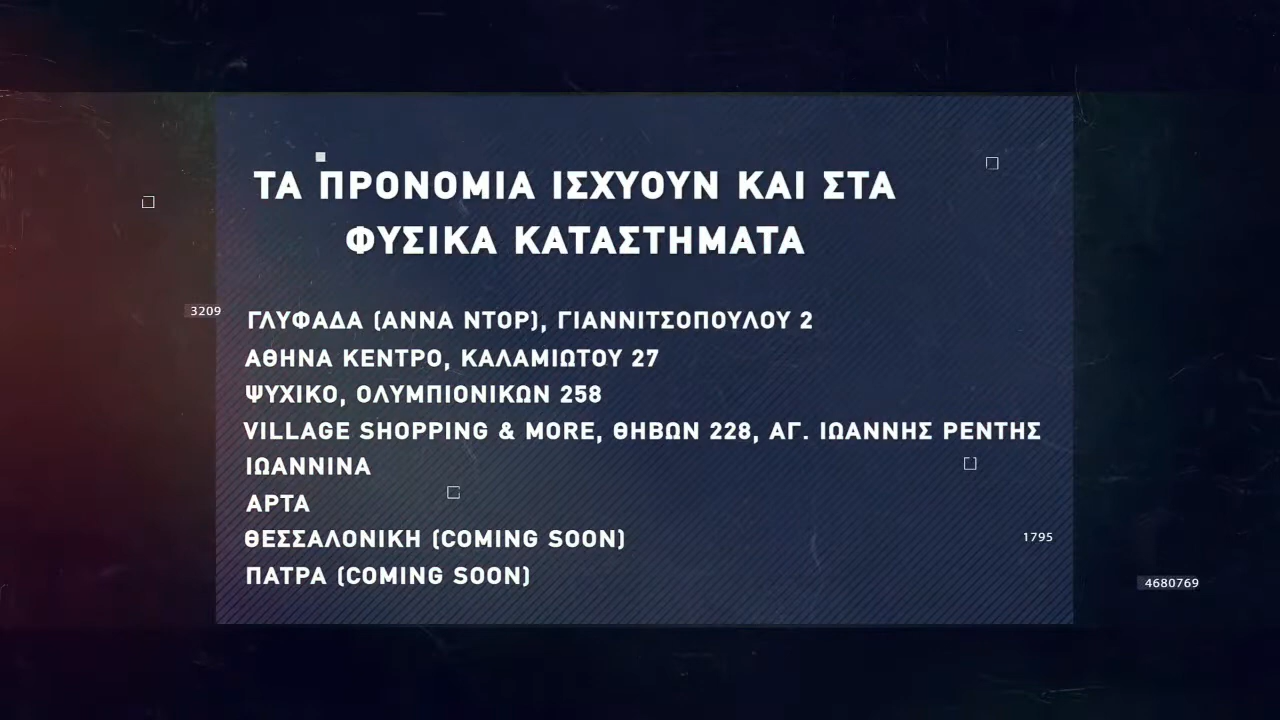 ΤΑ ΠΡΟΝΟΜΙΑ ΙΣΧΥΟΥΝ ΚΑΙ ΣΤΑ
ΦΥΣΙΚΑ ΚΑΤΑΣΤΗΜΑΤΑ
3209
ΓΛΥΦΑΔΑ (ΑΝΝΑ ΝΤΟΡ), ΓΙΑΝΝΙΤΣΟΠΟΥΛΟΥ 2
ΑΘΗΝΑ ΚΕΝΤΡΟ, ΚΑΛΑΜΙΩΤΟΥ 27
ΨΥΧΙΚΟ, ΟΛΥΜΠΙΟΝΙΚΩΝ 258
VILLAGE SHOPPING & MORE, ΘΗΒΩΝ 228, ΑΓ. ΙΩΑΝΝΗΣ ΡΕΝΤΗΣ
ΙΩΑΝΝΙΝΑ
ΑΡΤΑ
ΘΕΣΣΑΛΟΝΙΚΗ (COMING SOON)
1795
ΠΑΤΡΑ (COMING SOON)
4680769